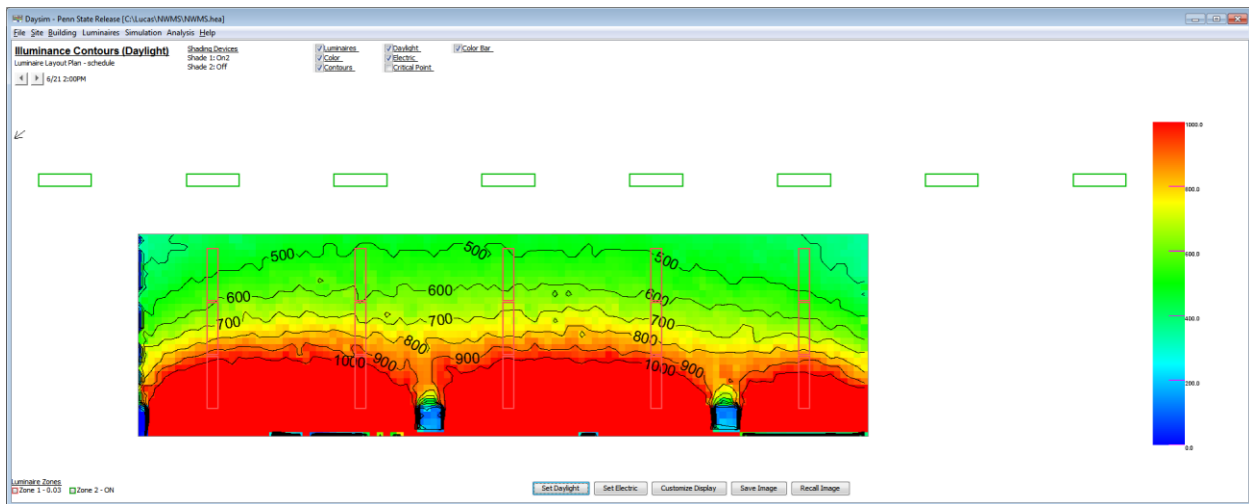 Daysim - Penn State Release [C:\Lucas\NWMS\NWMS.hea]
File Site Building Luminaires Simulation Analysis Help
Illuminance Contours (Daylight)
Luminaire Layout Plan - schedule
6/21 2:00PM
Shading Devices
Shade 1: On2
Shade 2: Off
Luminaires
Color
Contours
Daylight
Electric
Critical Point
Color Bar
1000.0
800.0
600.0
400.0
200.0
0.0
500 500 500
600 600 600
700 700 700
800 800
900 900 900
1000 1000
Luminaire Zones
Zone 1 - 0.03 Zone 2 - ON
Set Daylight Set Electric Customize Display Save Image Recall Image